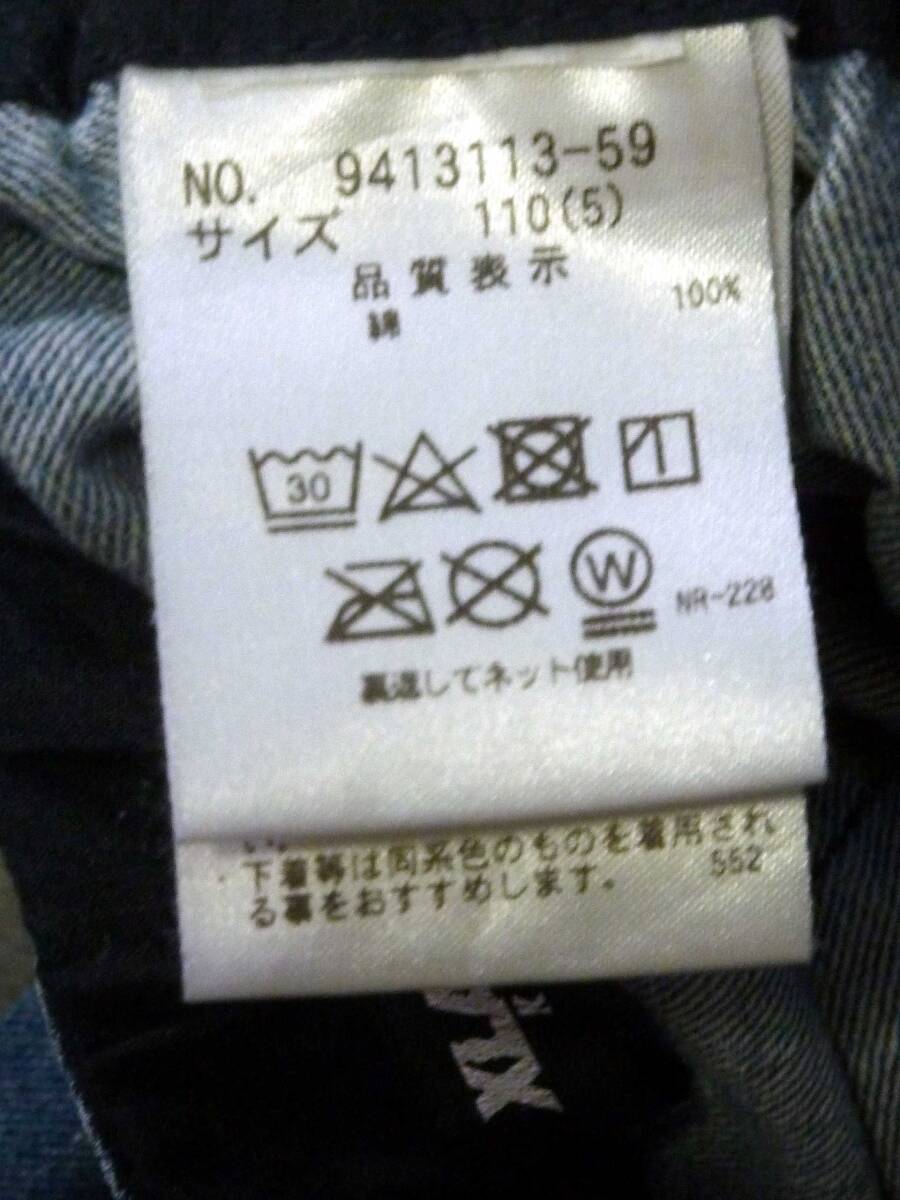 NO. 9413113-59
サイズ 110(5)
品質表示
綿 100%
30
W NR-228
裏返してネット使用
・下着等は同系色のものを着用され
る事をおすすめします。 552